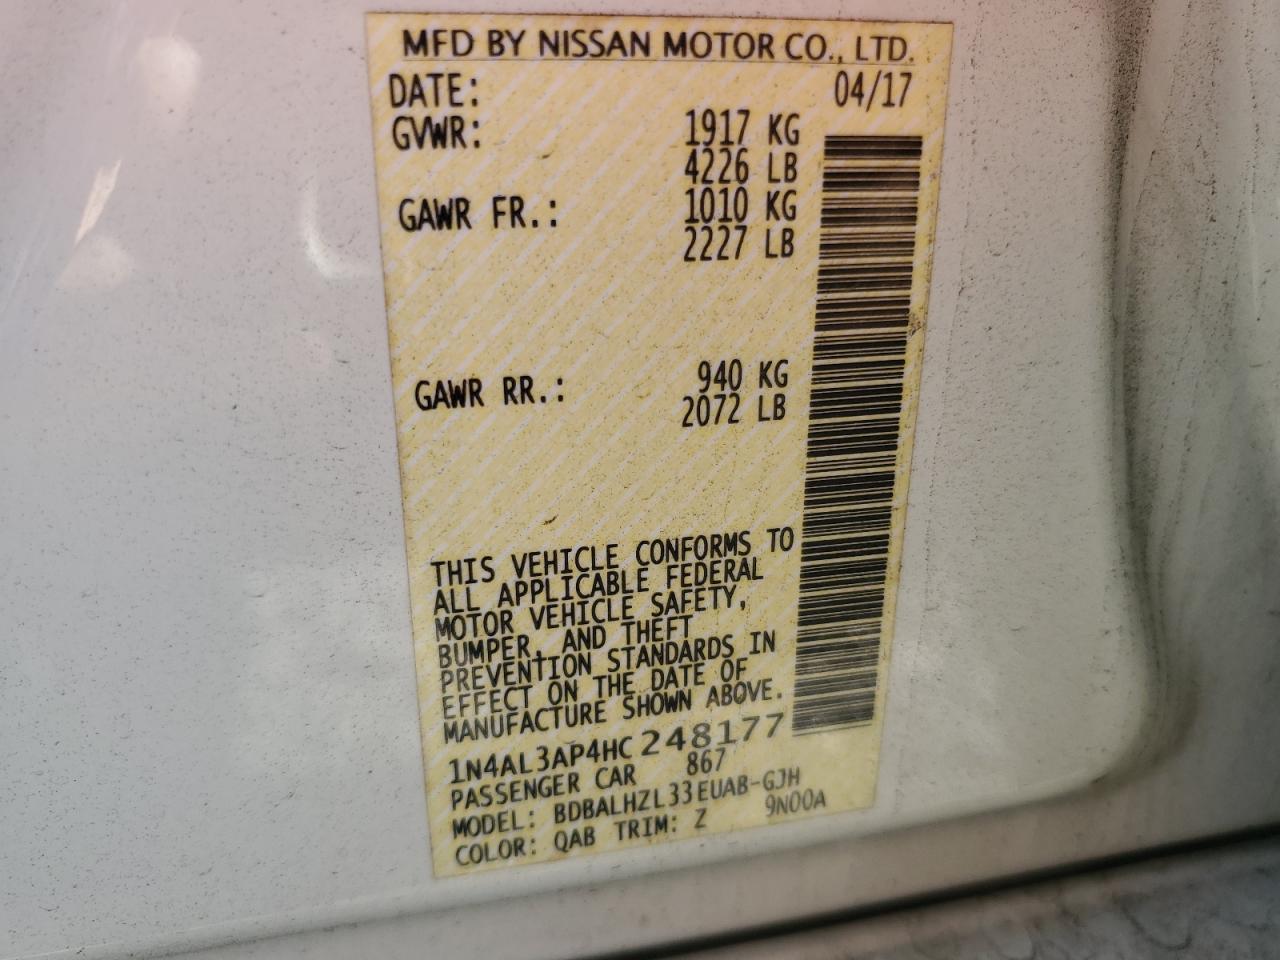 MFD BY NISSAN MOTOR CO., LTD.
DATE: 04/17
GVWR: 1917 KG
4226 LB
GAWR FR.: 1010 KG
2227 LB
GAWR RR.: 940 KG
2072 LB
THIS VEHICLE CONFORMS TO
ALL APPLICABLE FEDERAL
MOTOR VEHICLE SAFETY,
BUMPER, AND THEFT
PREVENTION STANDARDS IN
EFFECT ON THE DATE OF
MANUFACTURE SHOWN ABOVE.
1N4AL3AP4HC248177
PASSENGER CAR 867
MODEL: BDBALHZL33EUAB-GJH
COLOR: QAB TRIM: Z 9N00A